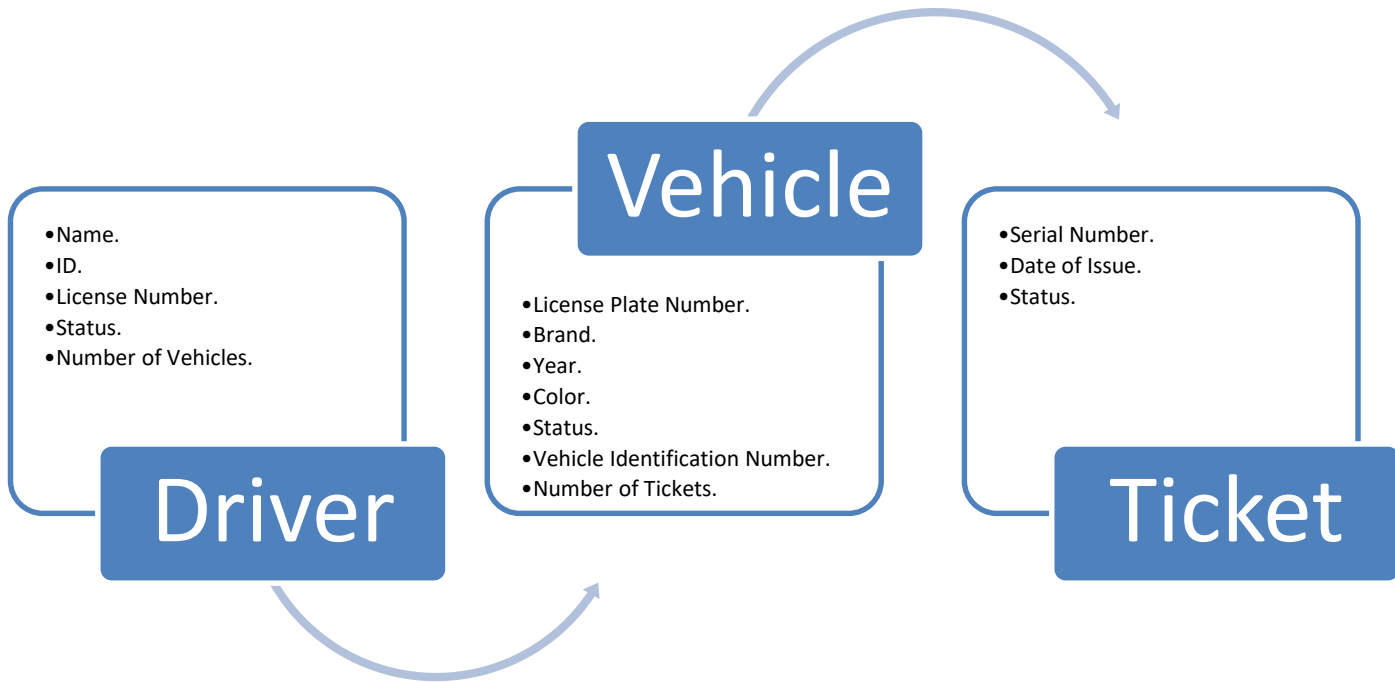 •Name.
•ID.
•License Number.
•Status.
•Number of Vehicles.
Driver
Vehicle
•License Plate Number.
•Brand.
•Year.
•Color.
•Status.
•Vehicle Identification Number.
•Number of Tickets.
•Serial Number.
•Date of Issue.
•Status.
Ticket